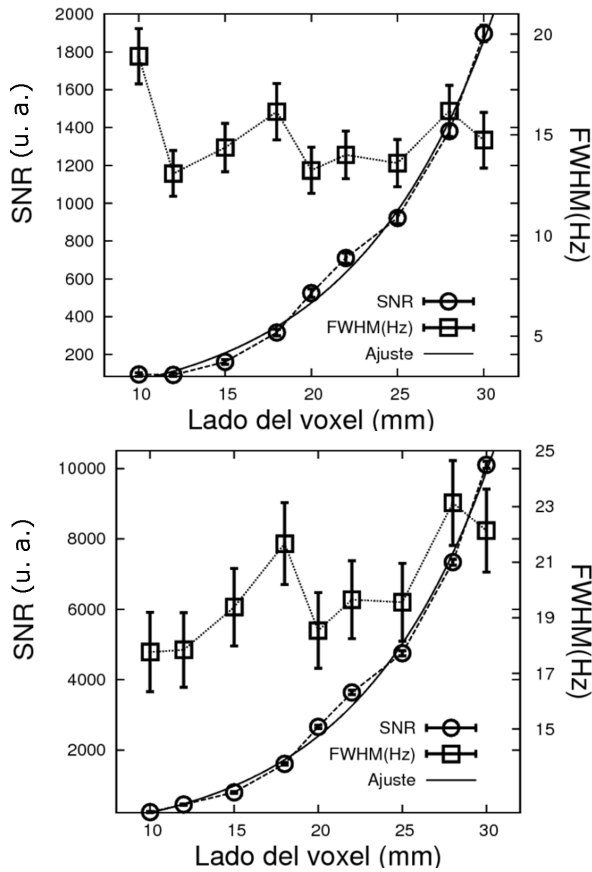 2000
1800
1600
1400
1200
1000
800
600
400
200
SNR (u. a.)
20
15
10
5
FWHM(Hz)
SNR
FWHM(Hz)
Ajuste
10 15 20 25 30
Lado del voxel (mm)
10000
8000
6000
4000
2000
SNR (u. a.)
25
23
21
19
17
15
FWHM(Hz)
SNR
FWHM(Hz)
Ajuste
10 15 20 25 30
Lado del voxel (mm)